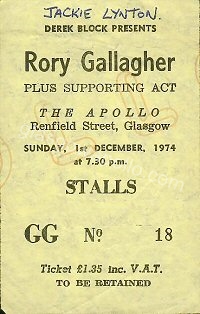 JACKIE LYNTON.
DEREK BLOCK PRESENTS
Rory Gallagher
PLUS SUPPORTING ACT
THE APOLLO
Renfield Street, Glasgow
SUNDAY, 1st DECEMBER, 1974
at 7.30 p.m.
STALLS
GG No 18
Ticket £1.35 inc. V.A.T.
TO BE RETAINED